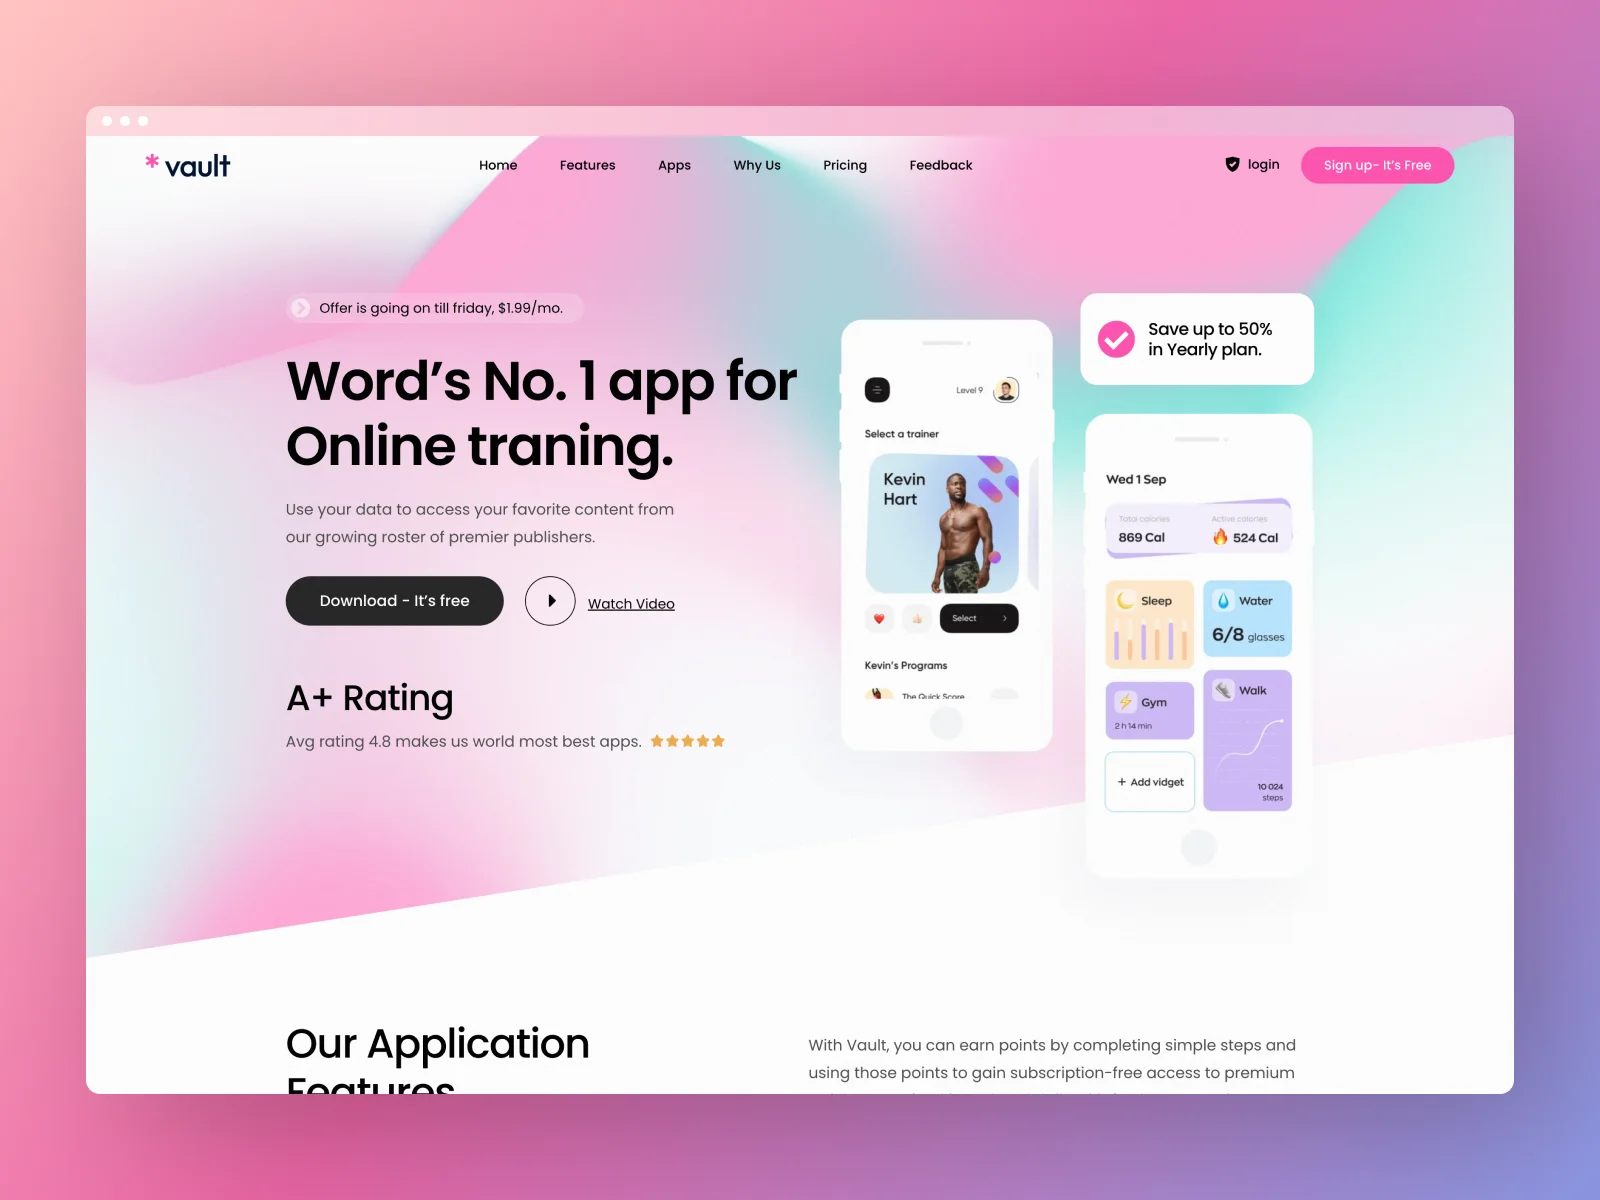 * vault
Home
Features
Apps
Why Us
Pricing
Feedback
login
Sign up- It's Free
Offer is going on till friday, $1.99/mo.
Word's No. 1 app for
Online traning.
Use your data to access your favorite content from
our growing roster of premier publishers.
Download - It's free
Watch Video
A+ Rating
Avg rating 4.8 makes us world most best apps.
Level 9
Select a trainer
Kevin
Hart
Select
Kevin's Programs
The Quick Score
Save up to 50%
in Yearly plan.
Wed 1 Sep
Total calories
869 Cal
Active calories
524 Cal
Sleep
Water
6/8 glasses
Gym
2 h 14 min
Walk
10 024
steps
+ Add vidget
Our Application
Features
With Vault, you can earn points by completing simple steps and
using those points to gain subscription-free access to premium